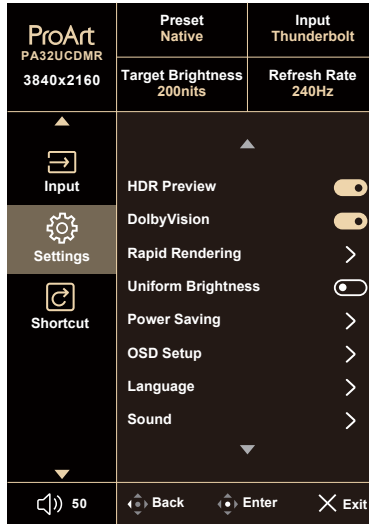 ProArt
PA32UCDMR
3840x2160
Preset
Native
Input
Thunderbolt
Target Brightness
200nits
Refresh Rate
240Hz
Input
Settings
Shortcut
HDR Preview
DolbyVision
Rapid Rendering
Uniform Brightness
Power Saving
OSD Setup
Language
Sound
50
Back
Enter
Exit